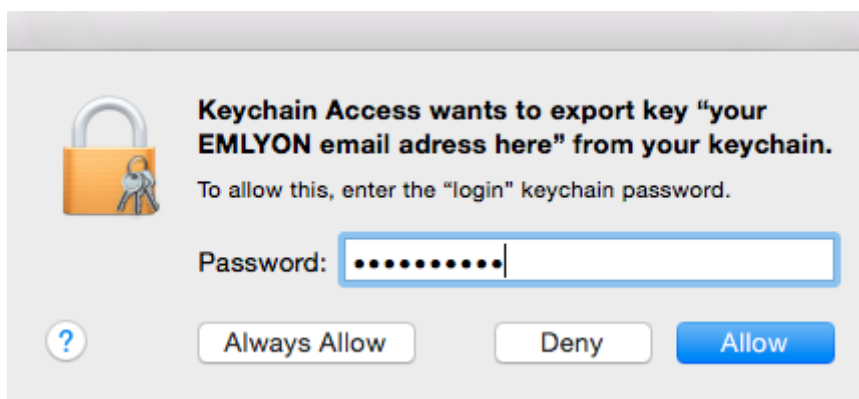 Keychain Access wants to export key “your
EMLYON email adress here” from your keychain.
To allow this, enter the “login” keychain password.
Password: ••••••••••
? Always Allow Deny Allow